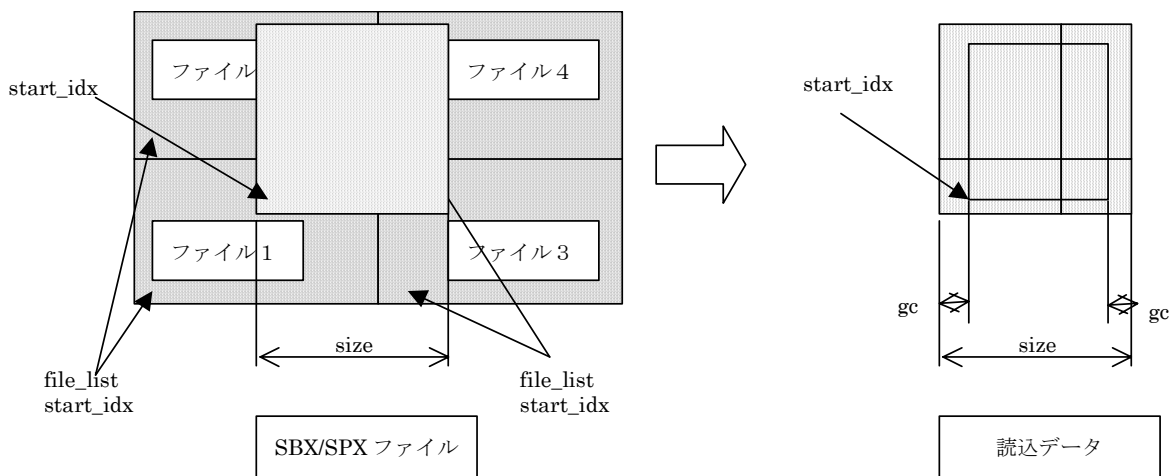 ファイル
ファイル４
start_idx
start_idx
ファイル１
ファイル３
gc
gc
size
size
file_list
start_idx
file_list
start_idx
SBX/SPX ファイル
読込データ